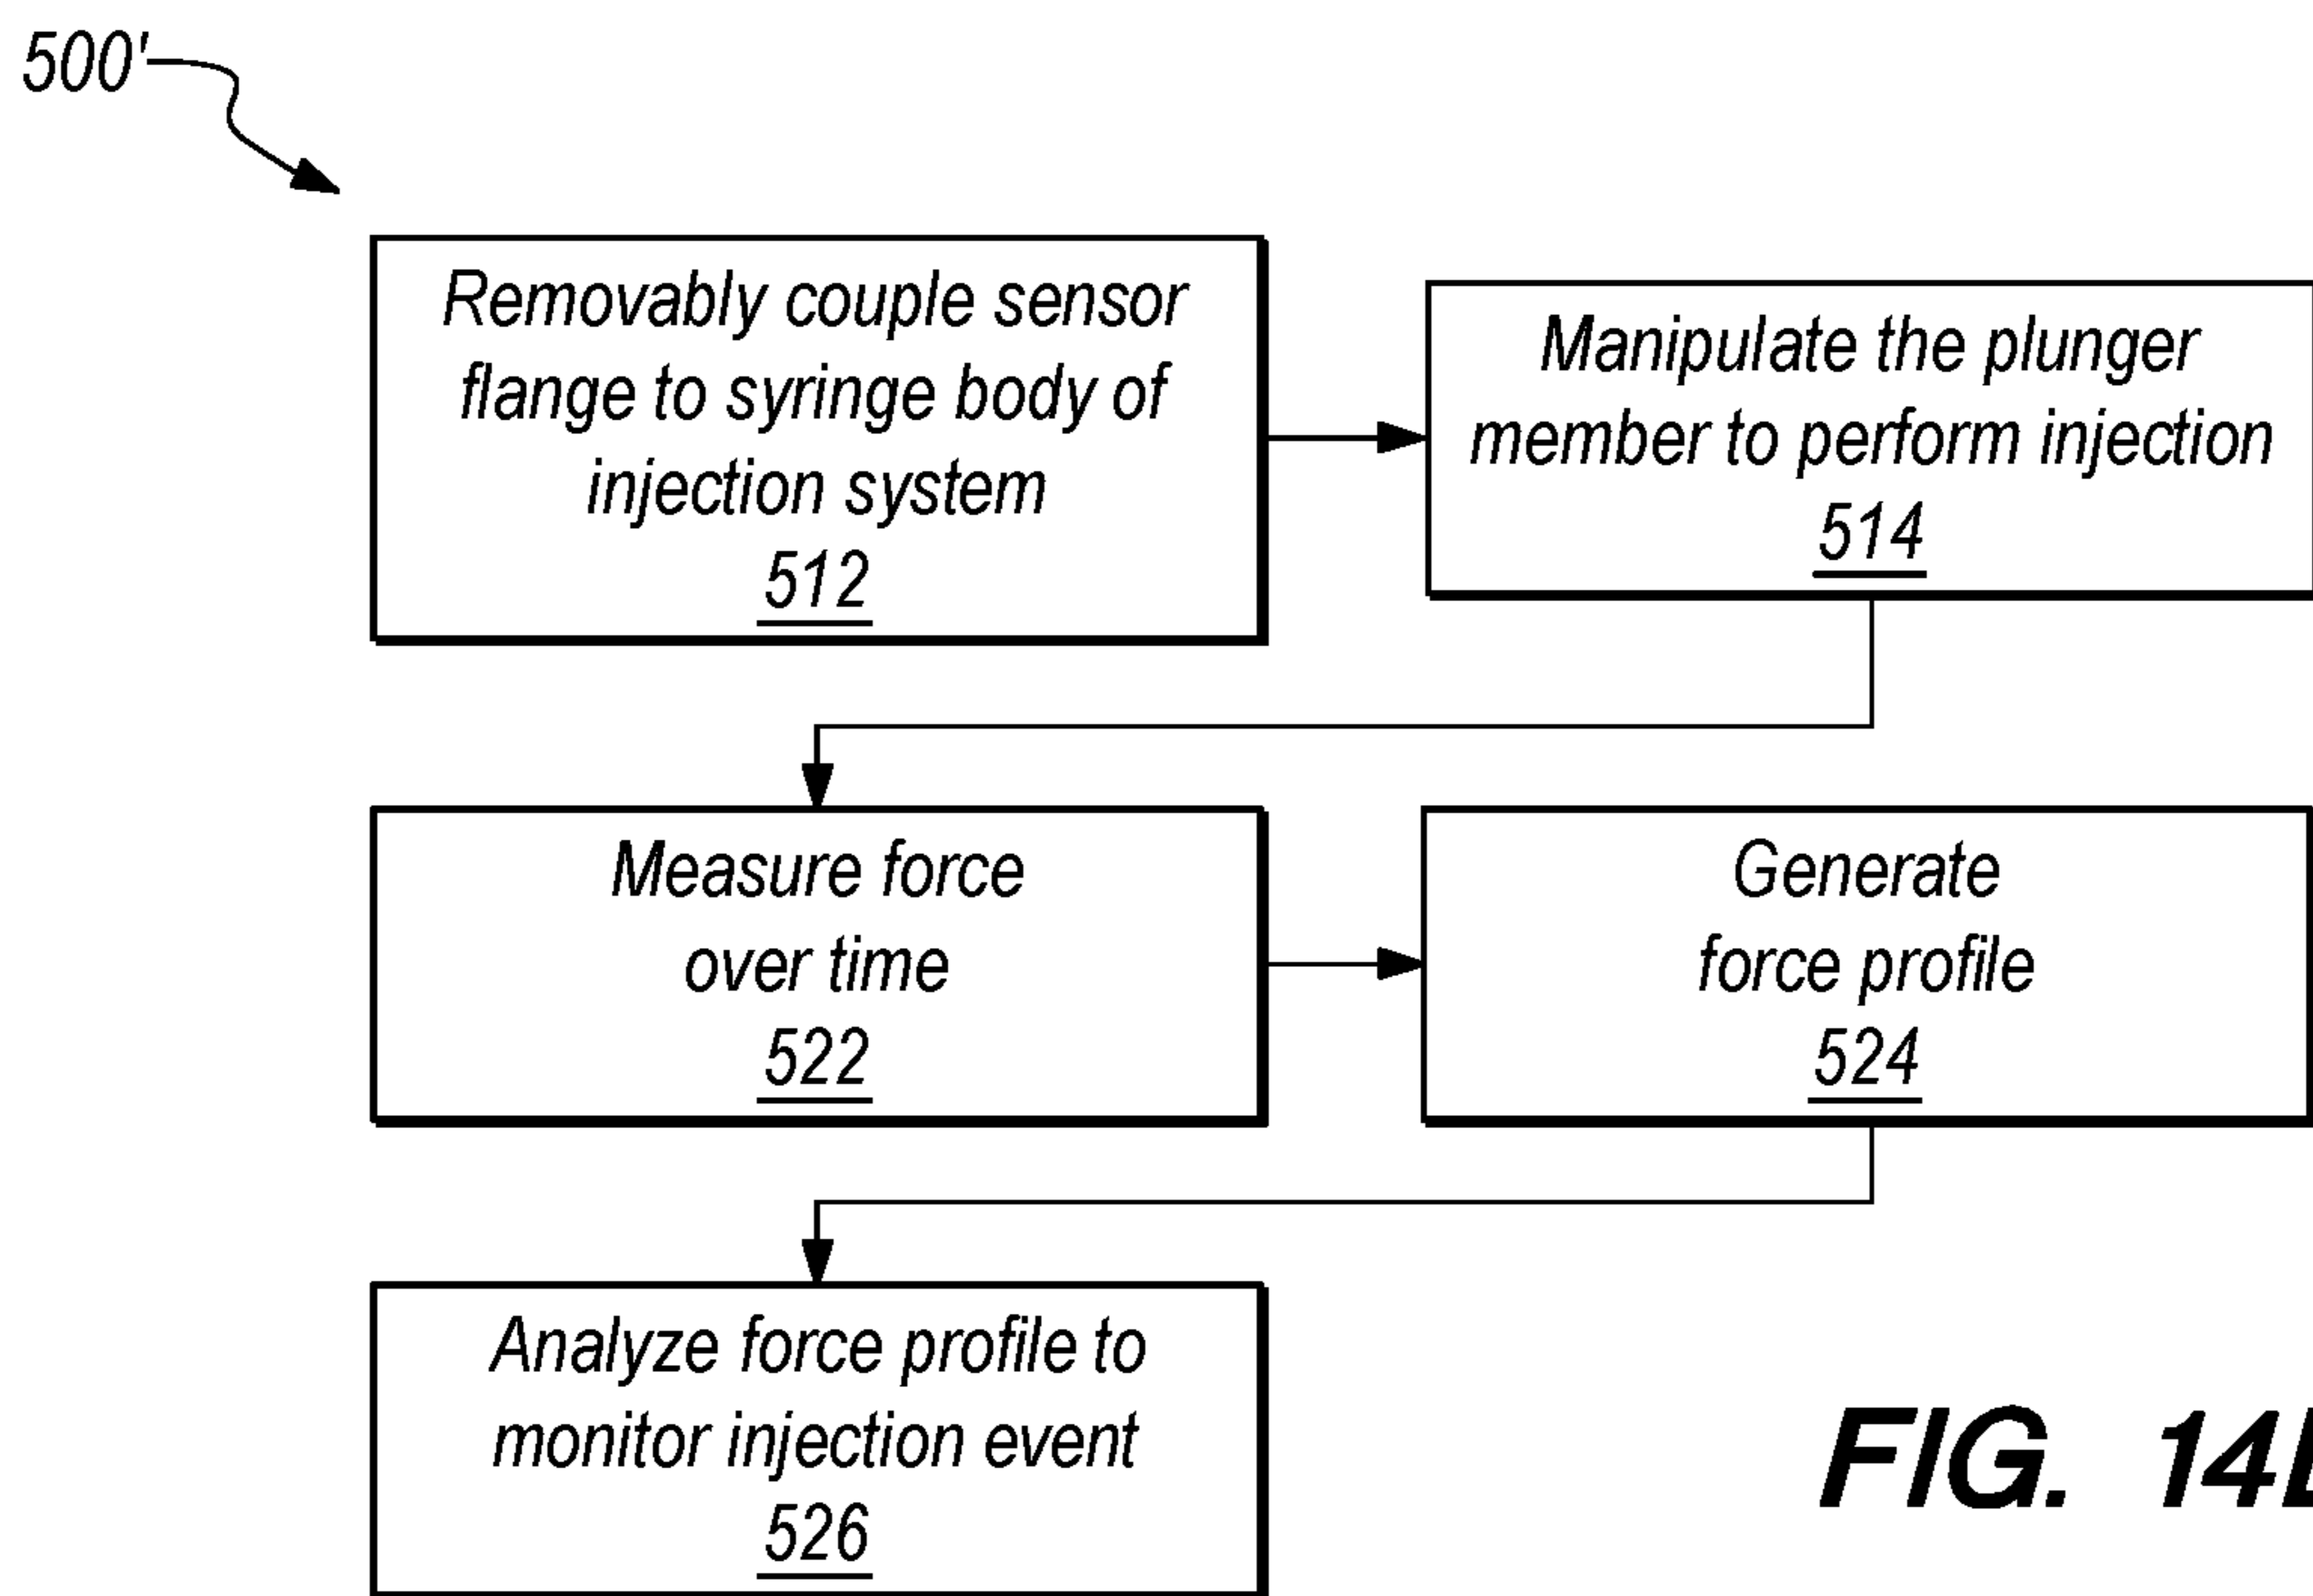 500'
Removably couple sensor
flange to syringe body of
injection system
512
Manipulate the plunger
member to perform injection
514
Measure force
over time
522
Generate
force profile
524
Analyze force profile to
monitor injection event
526
FIG.